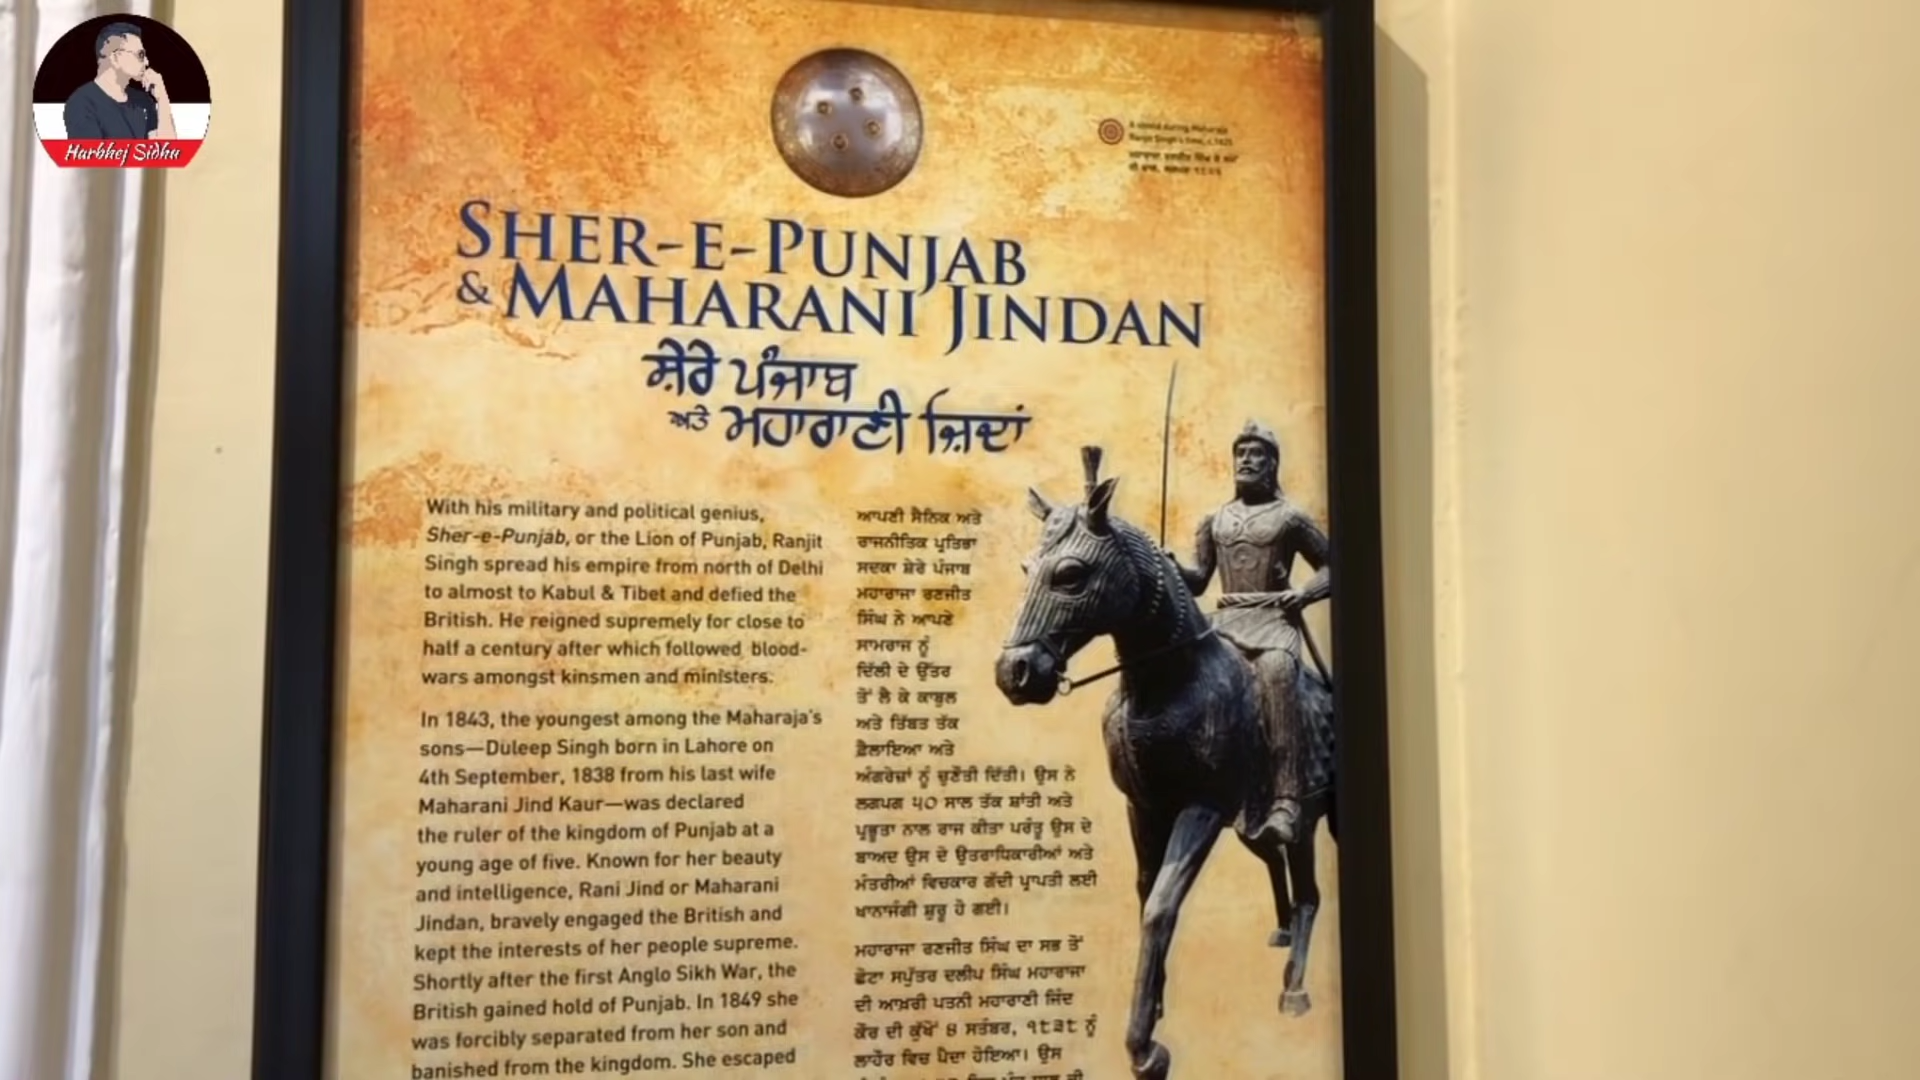 Harbhej Sidhu
A shield during Maharaja
Ranjit Singh's time, c.1825
SHER-E-PUNJAB
& MAHARANI JINDAN
ਸ਼ੇਰੇ ਪੰਜਾਬ
ਅਤੇ ਮਹਾਰਾਣੀ ਜ਼ਿੰਦਾਂ
With his military and political genius,
Sher-e-Punjab, or the Lion of Punjab, Ranjit
Singh spread his empire from north of Delhi
to almost to Kabul & Tibet and defied the
British. He reigned supremely for close to
half a century after which followed blood-
wars amongst kinsmen and ministers.
In 1843, the youngest among the Maharaja's
sons—Duleep Singh born in Lahore on
4th September, 1838 from his last wife
Maharani Jind Kaur—was declared
the ruler of the kingdom of Punjab at a
young age of five. Known for her beauty
and intelligence, Rani Jind or Maharani
Jindan, bravely engaged the British and
kept the interests of her people supreme.
Shortly after the first Anglo Sikh War, the
British gained hold of Punjab. In 1849 she
was forcibly separated from her son and
banished from the kingdom. She escaped
ਆਪਣੀ ਸੈਨਿਕ ਅਤੇ
ਰਾਜਨੀਤਿਕ ਪ੍ਰਤਿਭਾ
ਸਦਕਾ ਸ਼ੇਰੇ ਪੰਜਾਬ
ਮਹਾਰਾਜਾ ਰਣਜੀਤ
ਸਿੰਘ ਨੇ ਆਪਣੇ
ਸਾਮਰਾਜ ਨੂੰ
ਦਿੱਲੀ ਦੇ ਉੱਤਰ
ਤੋਂ ਲੈ ਕੇ ਕਾਬੁਲ
ਅਤੇ ਤਿੱਬਤ ਤੱਕ
ਫ਼ੈਲਾਇਆ ਅਤੇ
ਅੰਗਰੇਜ਼ਾਂ ਨੂੰ ਚੁਣੌਤੀ ਦਿੱਤੀ। ਉਸ ਨੇ
ਲਗਪਗ ੫੦ ਸਾਲ ਤੱਕ ਸ਼ਾਂਤੀ ਅਤੇ
ਪ੍ਰਭੂਤਾ ਨਾਲ ਰਾਜ ਕੀਤਾ ਪਰੰਤੂ ਉਸ ਦੇ
ਬਾਅਦ ਉਸ ਦੇ ਉਤਰਾਧਿਕਾਰੀਆਂ ਅਤੇ
ਮੰਤਰੀਆਂ ਵਿਚਕਾਰ ਗੱਦੀ ਪ੍ਰਾਪਤੀ ਲਈ
ਖਾਨਾਜੰਗੀ ਸ਼ੁਰੂ ਹੋ ਗਈ।
ਮਹਾਰਾਜਾ ਰਣਜੀਤ ਸਿੰਘ ਦਾ ਸਭ ਤੋਂ
ਛੋਟਾ ਸਪੁੱਤਰ ਦਲੀਪ ਸਿੰਘ ਮਹਾਰਾਜਾ
ਦੀ ਆਖ਼ਰੀ ਪਤਨੀ ਮਹਾਰਾਣੀ ਜਿੰਦ
ਕੌਰ ਦੀ ਕੁੱਖੋਂ ੪ ਸਤੰਬਰ, ੧੮੩੮ ਨੂੰ
ਲਾਹੌਰ ਵਿਚ ਪੈਦਾ ਹੋਇਆ। ਉਸ